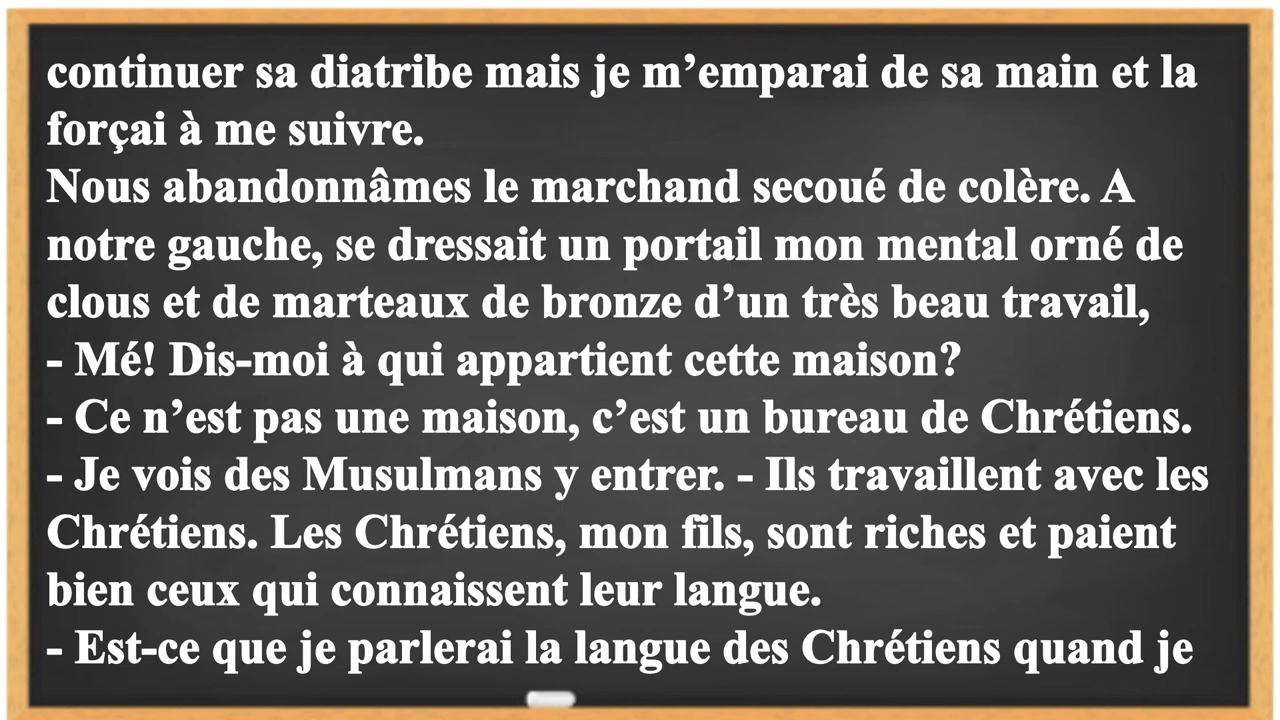 continuer sa diatribe mais je m’emparai de sa main et la
forçai à me suivre.
Nous abandonnâmes le marchand secoué de colère. A
notre gauche, se dressait un portail mon mental orné de
clous et de marteaux de bronze d’un très beau travail,
- Mé! Dis-moi à qui appartient cette maison?
- Ce n’est pas une maison, c’est un bureau de Chrétiens.
- Je vois des Musulmans y entrer. - Ils travaillent avec les
Chrétiens. Les Chrétiens, mon fils, sont riches et paient
bien ceux qui connaissent leur langue.
- Est-ce que je parlerai la langue des Chrétiens quand je